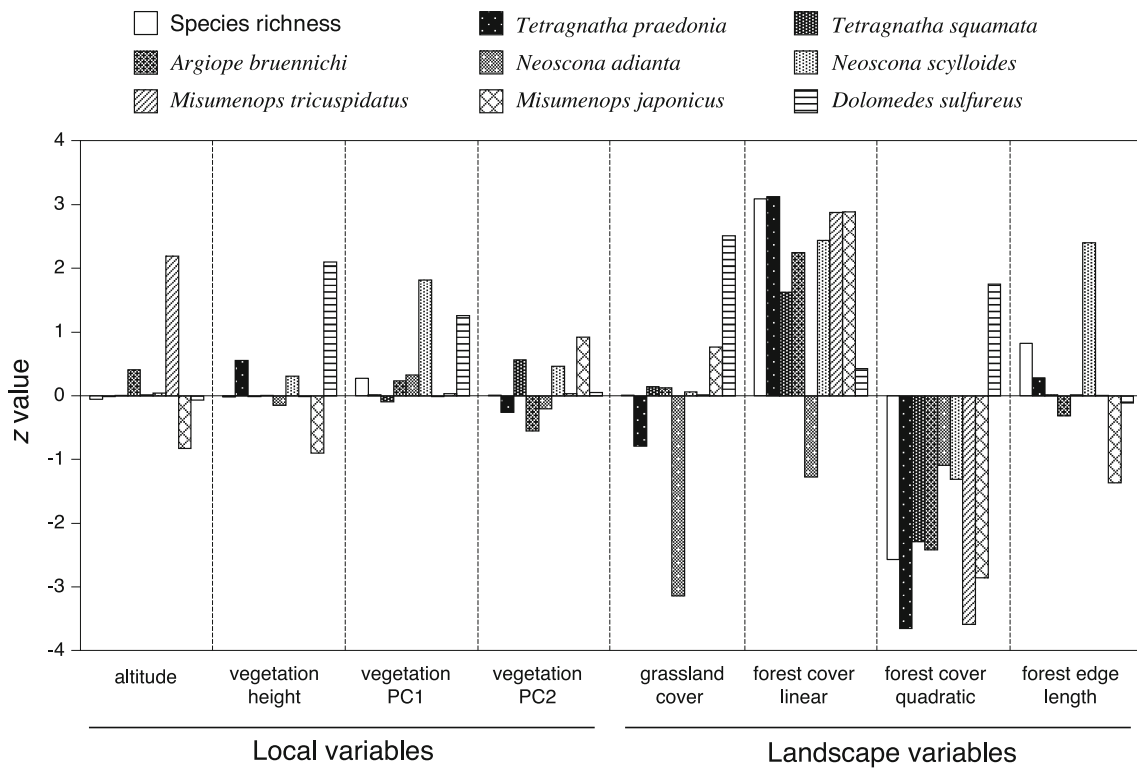 Species richness
Tetragnatha praedonia
Tetragnatha squamata
Argiope bruennichi
Neoscona adianta
Neoscona scylloides
Misumenops tricuspidatus
Misumenops japonicus
Dolomedes sulfureus
z value
4
3
2
1
0
-1
-2
-3
-4
altitude
vegetation
height
vegetation
PC1
vegetation
PC2
grassland
cover
forest cover
linear
forest cover
quadratic
forest edge
length
Local variables
Landscape variables